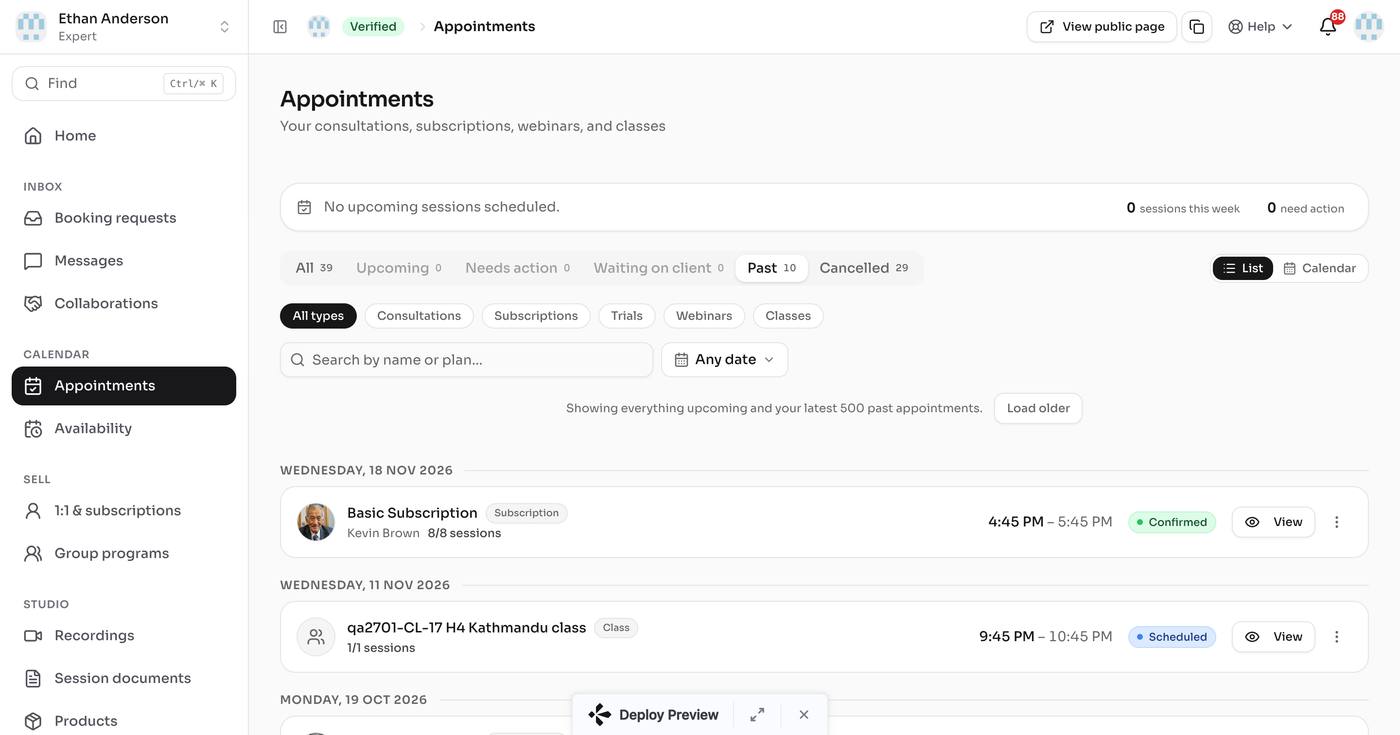 Ethan Anderson
Expert
Verified
Appointments
View public page
Help
88
Find
Ctrl/⌘ K
Home
INBOX
Booking requests
Messages
Collaborations
CALENDAR
Appointments
Availability
SELL
1:1 & subscriptions
Group programs
STUDIO
Recordings
Session documents
Products
Appointments
Your consultations, subscriptions, webinars, and classes
No upcoming sessions scheduled.
0 sessions this week
0 need action
All 39
Upcoming 0
Needs action 0
Waiting on client 0
Past 10
Cancelled 29
List
Calendar
All types
Consultations
Subscriptions
Trials
Webinars
Classes
Search by name or plan...
Any date
Showing everything upcoming and your latest 500 past appointments.
Load older
WEDNESDAY, 18 NOV 2026
Basic Subscription
Subscription
Kevin Brown 8/8 sessions
4:45 PM – 5:45 PM
Confirmed
View
WEDNESDAY, 11 NOV 2026
qa2701-CL-17 H4 Kathmandu class
Class
1/1 sessions
9:45 PM – 10:45 PM
Scheduled
View
MONDAY, 19 OCT 2026
Deploy Preview